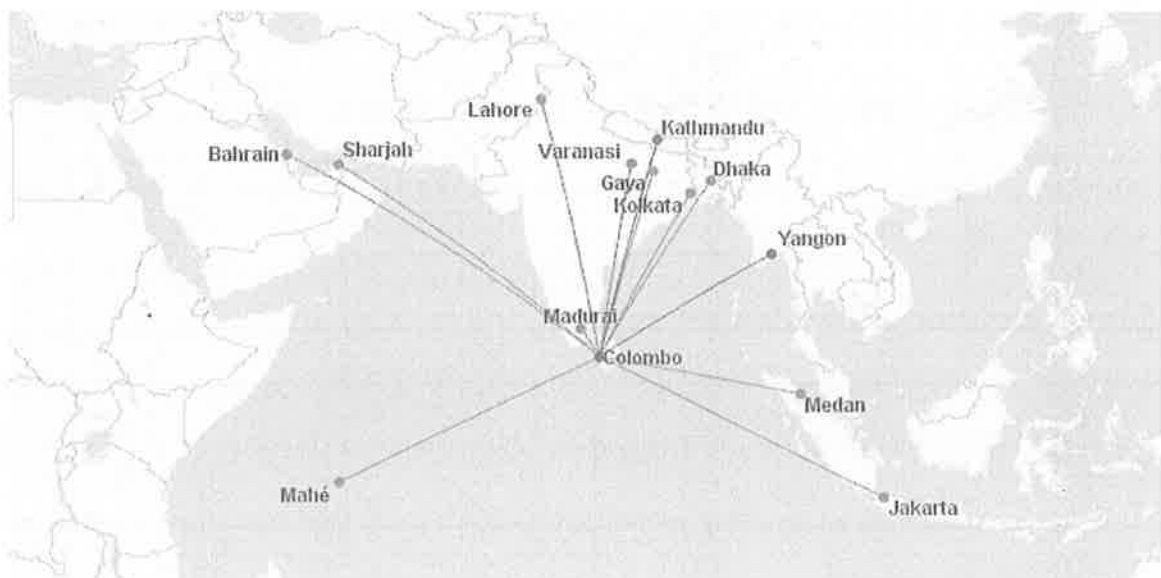 Lahore
Kathmandu
Bahrain
Sharjah
Varanasi
Dhaka
Gaya
Kolkata
Yangon
Madurai
Colombo
Medan
Mahé
Jakarta